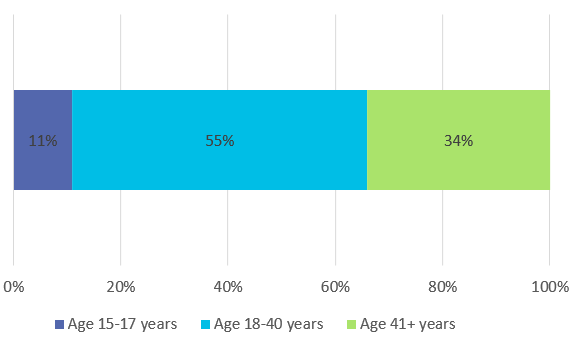 11% 55% 34%
0% 20% 40% 60% 80% 100%
Age 15-17 years Age 18-40 years Age 41+ years